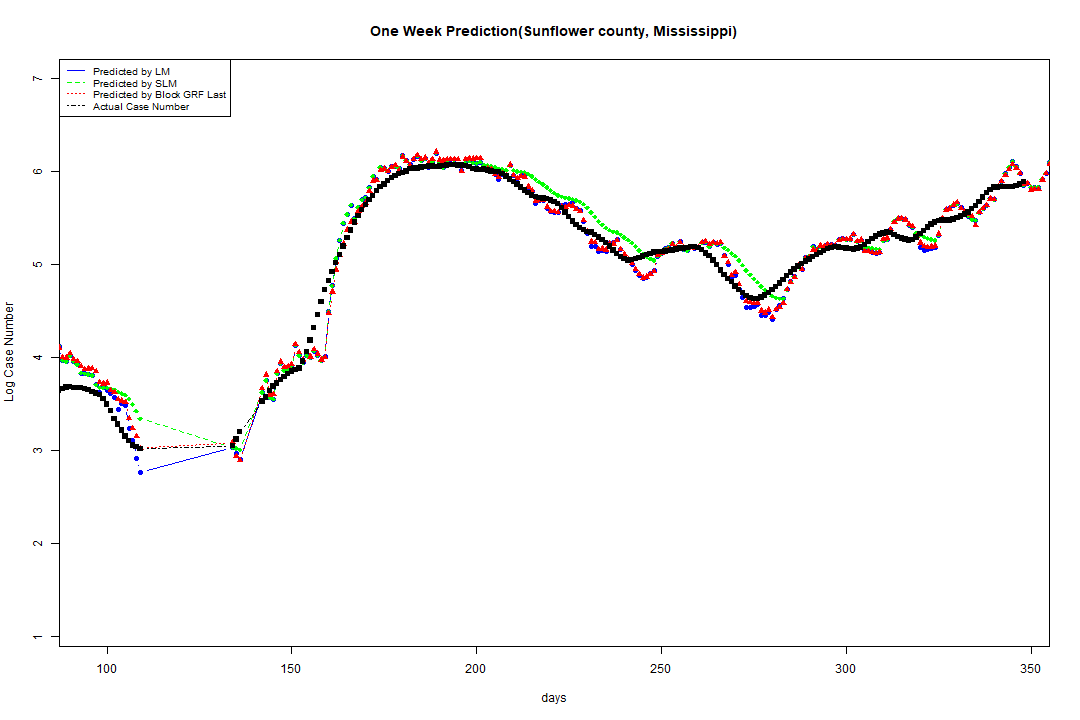 One Week Prediction(Sunflower county, Mississippi)
Predicted by LM
Predicted by SLM
Predicted by Block GRF Last
Actual Case Number
7
6
5
4
3
2
1
Log Case Number
100 150 200 250 300 350
days